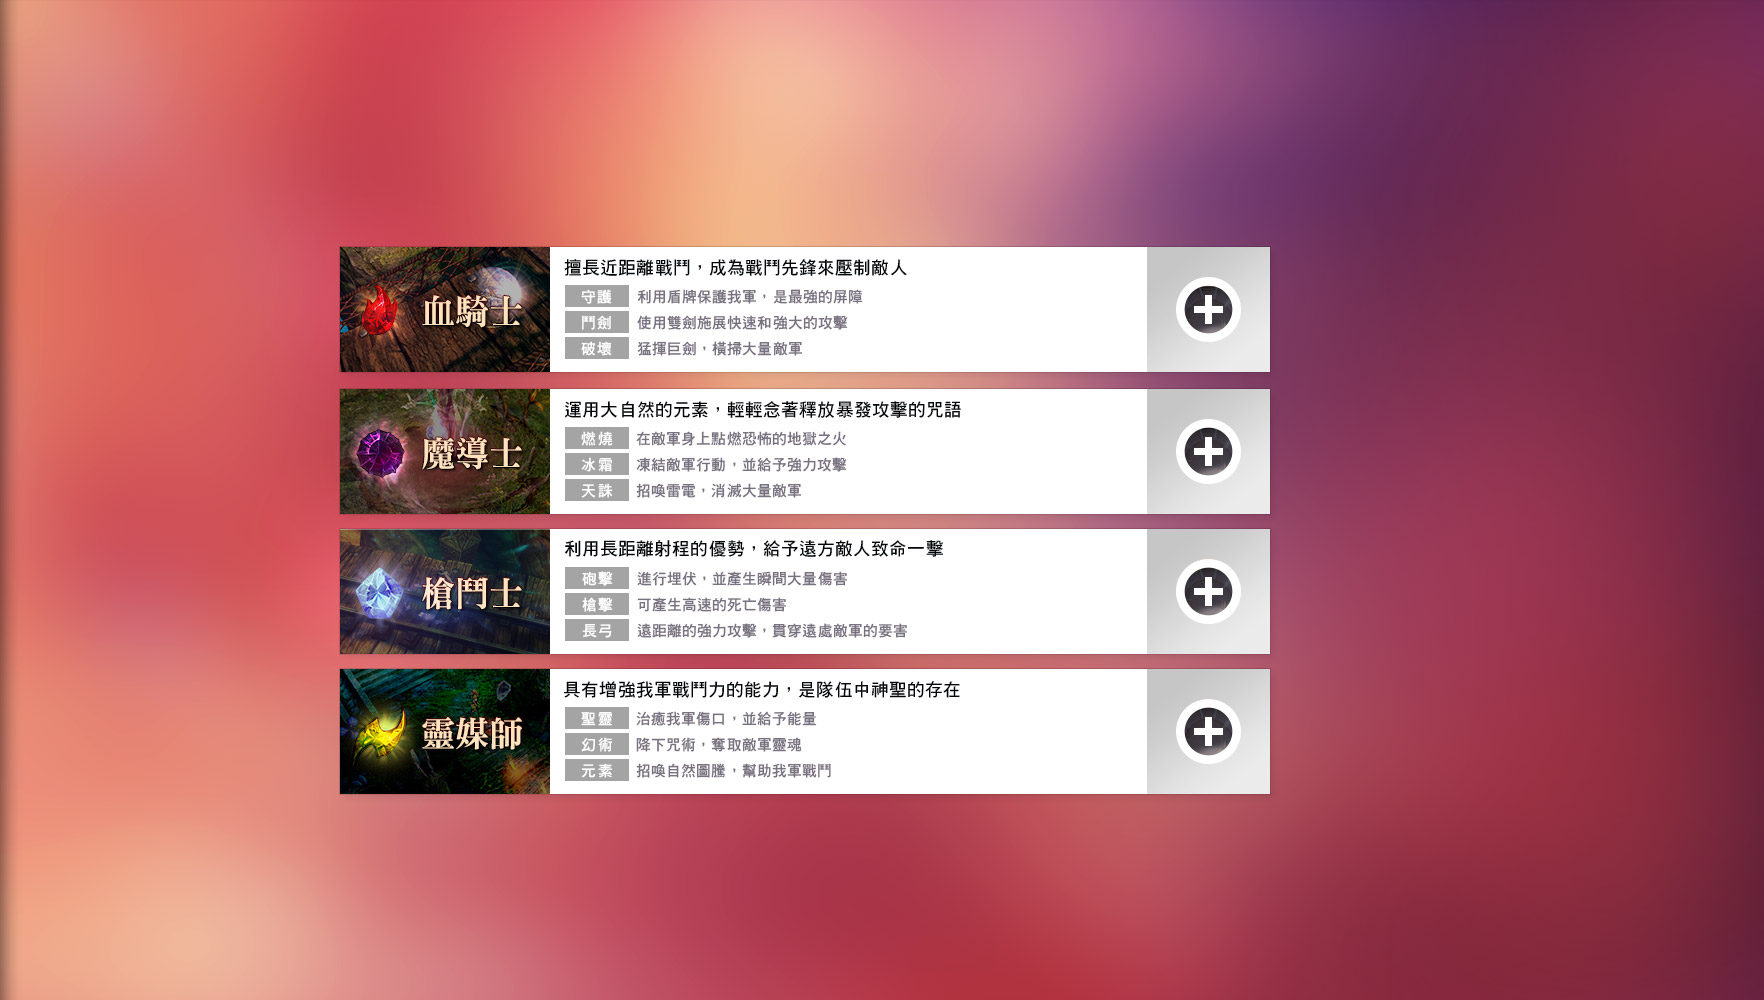 血騎士
擅長近距離戰鬥，成為戰鬥先鋒來壓制敵人
守護 利用盾牌保護我軍，是最強的屏障
鬥劍 使用雙劍施展快速和強大的攻擊
破壞 猛揮巨劍，橫掃大量敵軍
魔導士
運用大自然的元素，輕輕念著釋放暴發攻擊的咒語
燃燒 在敵軍身上點燃恐怖的地獄之火
冰霜 凍結敵軍行動，並給予強力攻擊
天誅 招喚雷電，消滅大量敵軍
槍鬥士
利用長距離射程的優勢，給予遠方敵人致命一擊
砲擊 進行埋伏，並產生瞬間大量傷害
槍擊 可產生高速的死亡傷害
長弓 遠距離的強力攻擊，貫穿遠處敵軍的要害
靈媒師
具有增強我軍戰鬥力的能力，是隊伍中神聖的存在
聖靈 治癒我軍傷口，並給予能量
幻術 降下咒術，奪取敵軍靈魂
元素 招喚自然圖騰，幫助我軍戰鬥